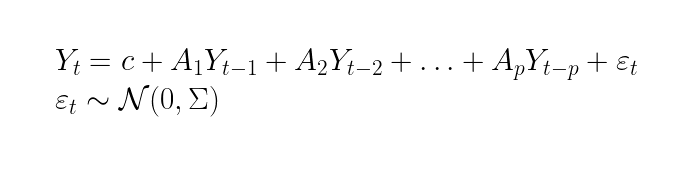 Y_t = c + A_1Y_{t-1} + A_2Y_{t-2} + … + A_pY_{t-p} + ε_t
ε_t ∼ 𝒩(0, Σ)